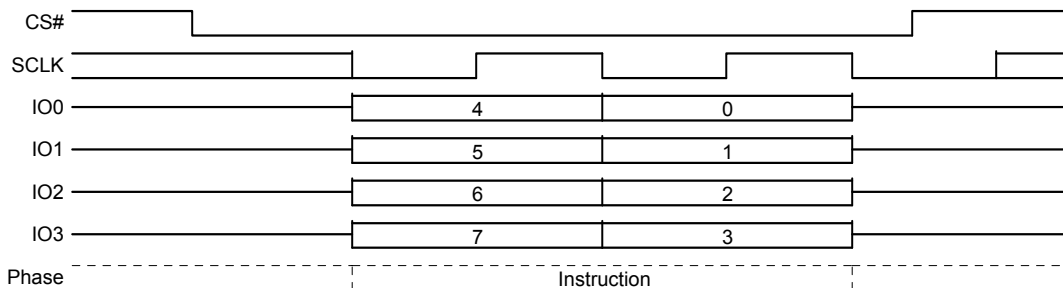 CS#
SCLK
IO0 4 0
IO1 5 1
IO2 6 2
IO3 7 3
Phase Instruction